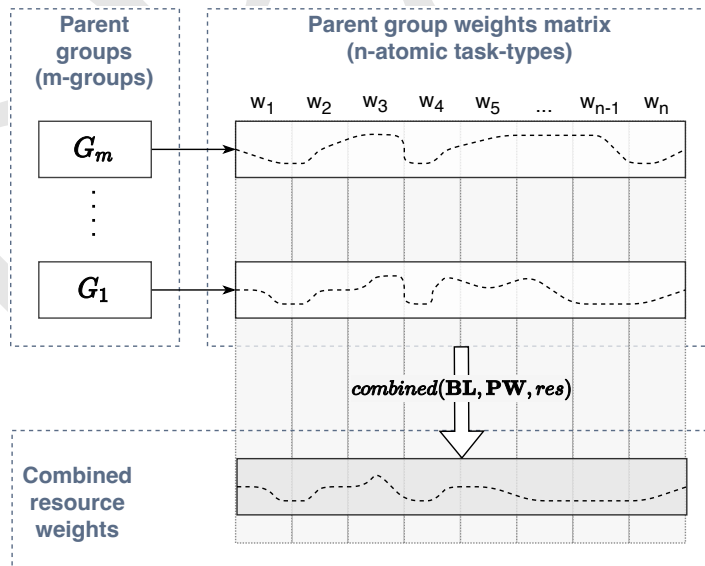 Parent
groups
(m-groups)
Parent group weights matrix
(n-atomic task-types)
w1 w2 w3 w4 w5 ... wn-1 wn
Gm
G1
combined(BL, PW, res)
Combined
resource
weights